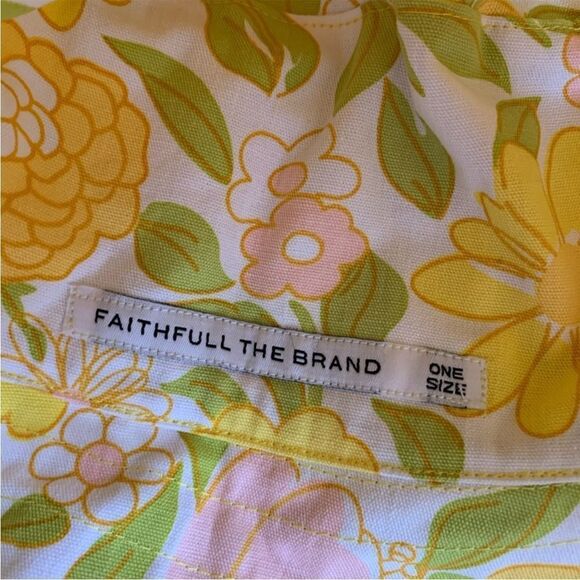 FAITHFULL THE BRAND
ONE
SIZE